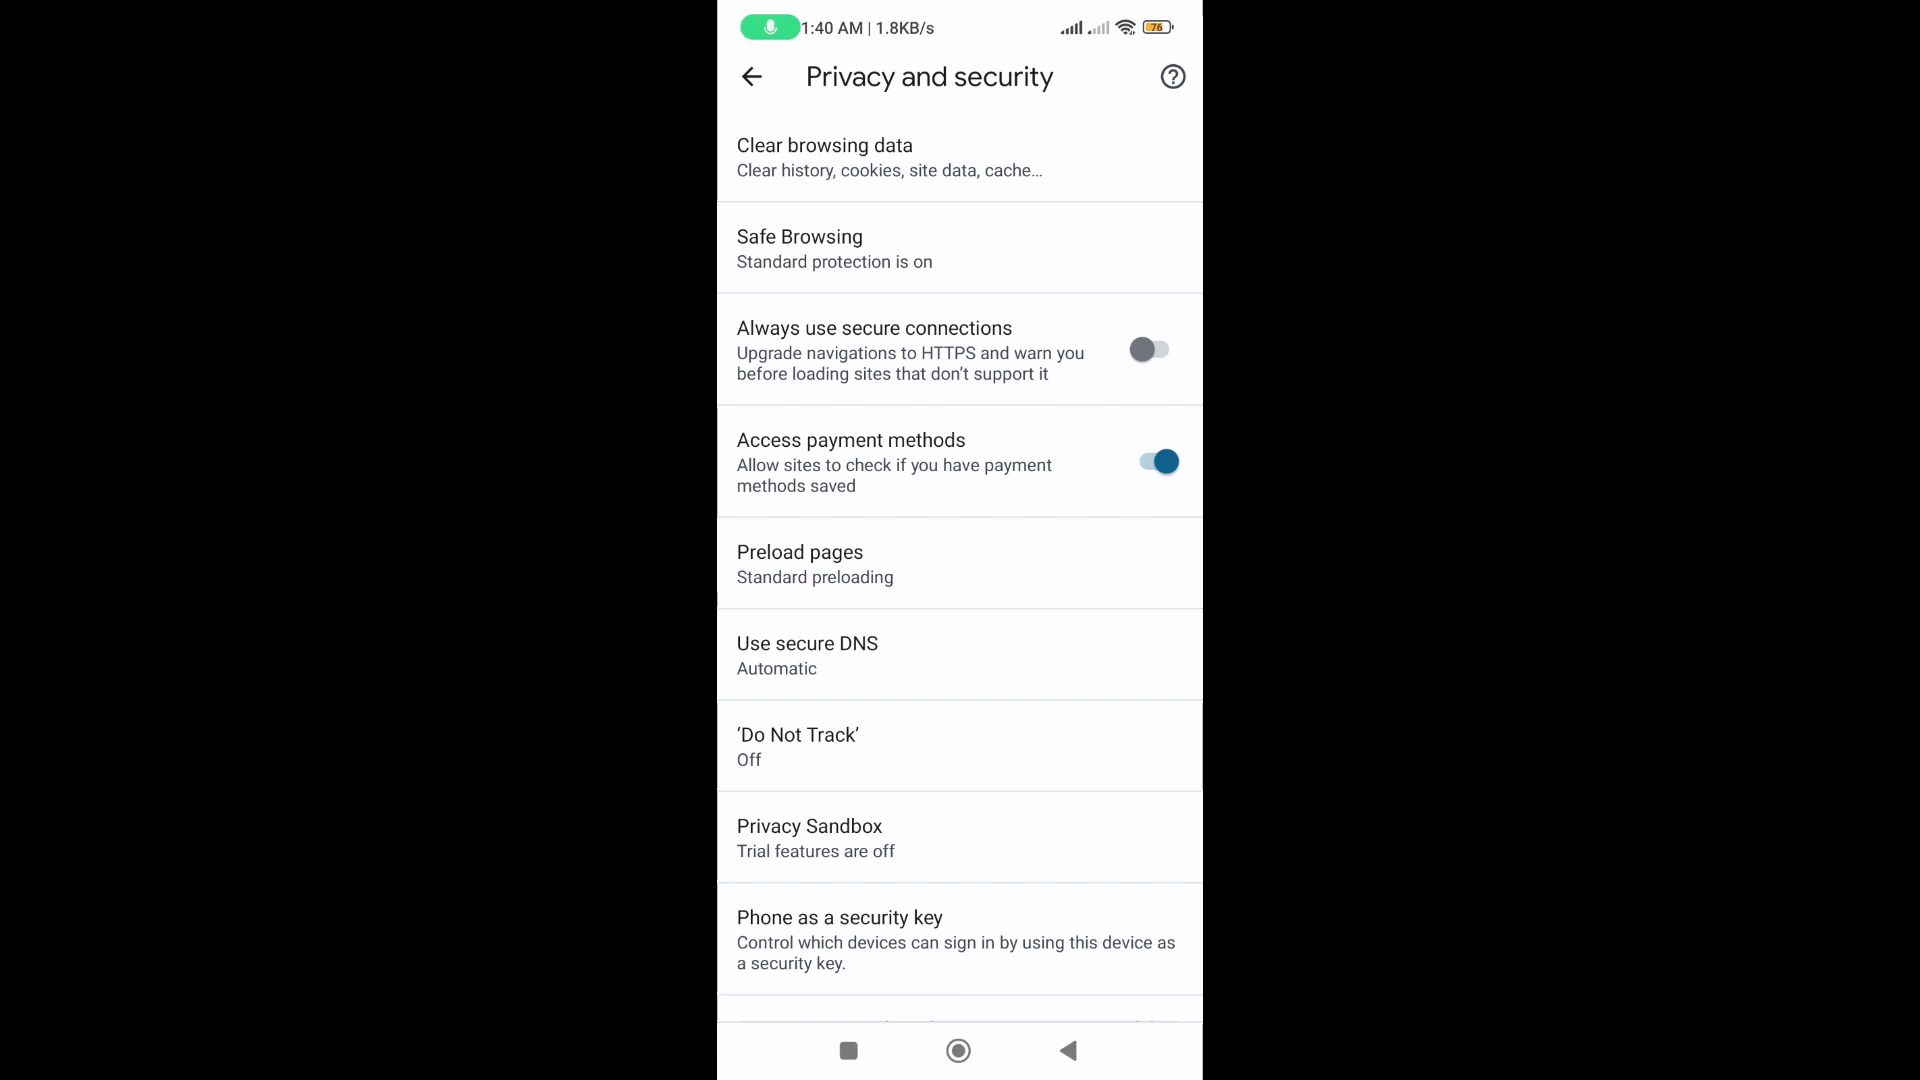 1:40 AM | 1.8KB/s
76
Privacy and security
Clear browsing data
Clear history, cookies, site data, cache…
Safe Browsing
Standard protection is on
Always use secure connections
Upgrade navigations to HTTPS and warn you
before loading sites that don’t support it
Access payment methods
Allow sites to check if you have payment
methods saved
Preload pages
Standard preloading
Use secure DNS
Automatic
‘Do Not Track’
Off
Privacy Sandbox
Trial features are off
Phone as a security key
Control which devices can sign in by using this device as
a security key.